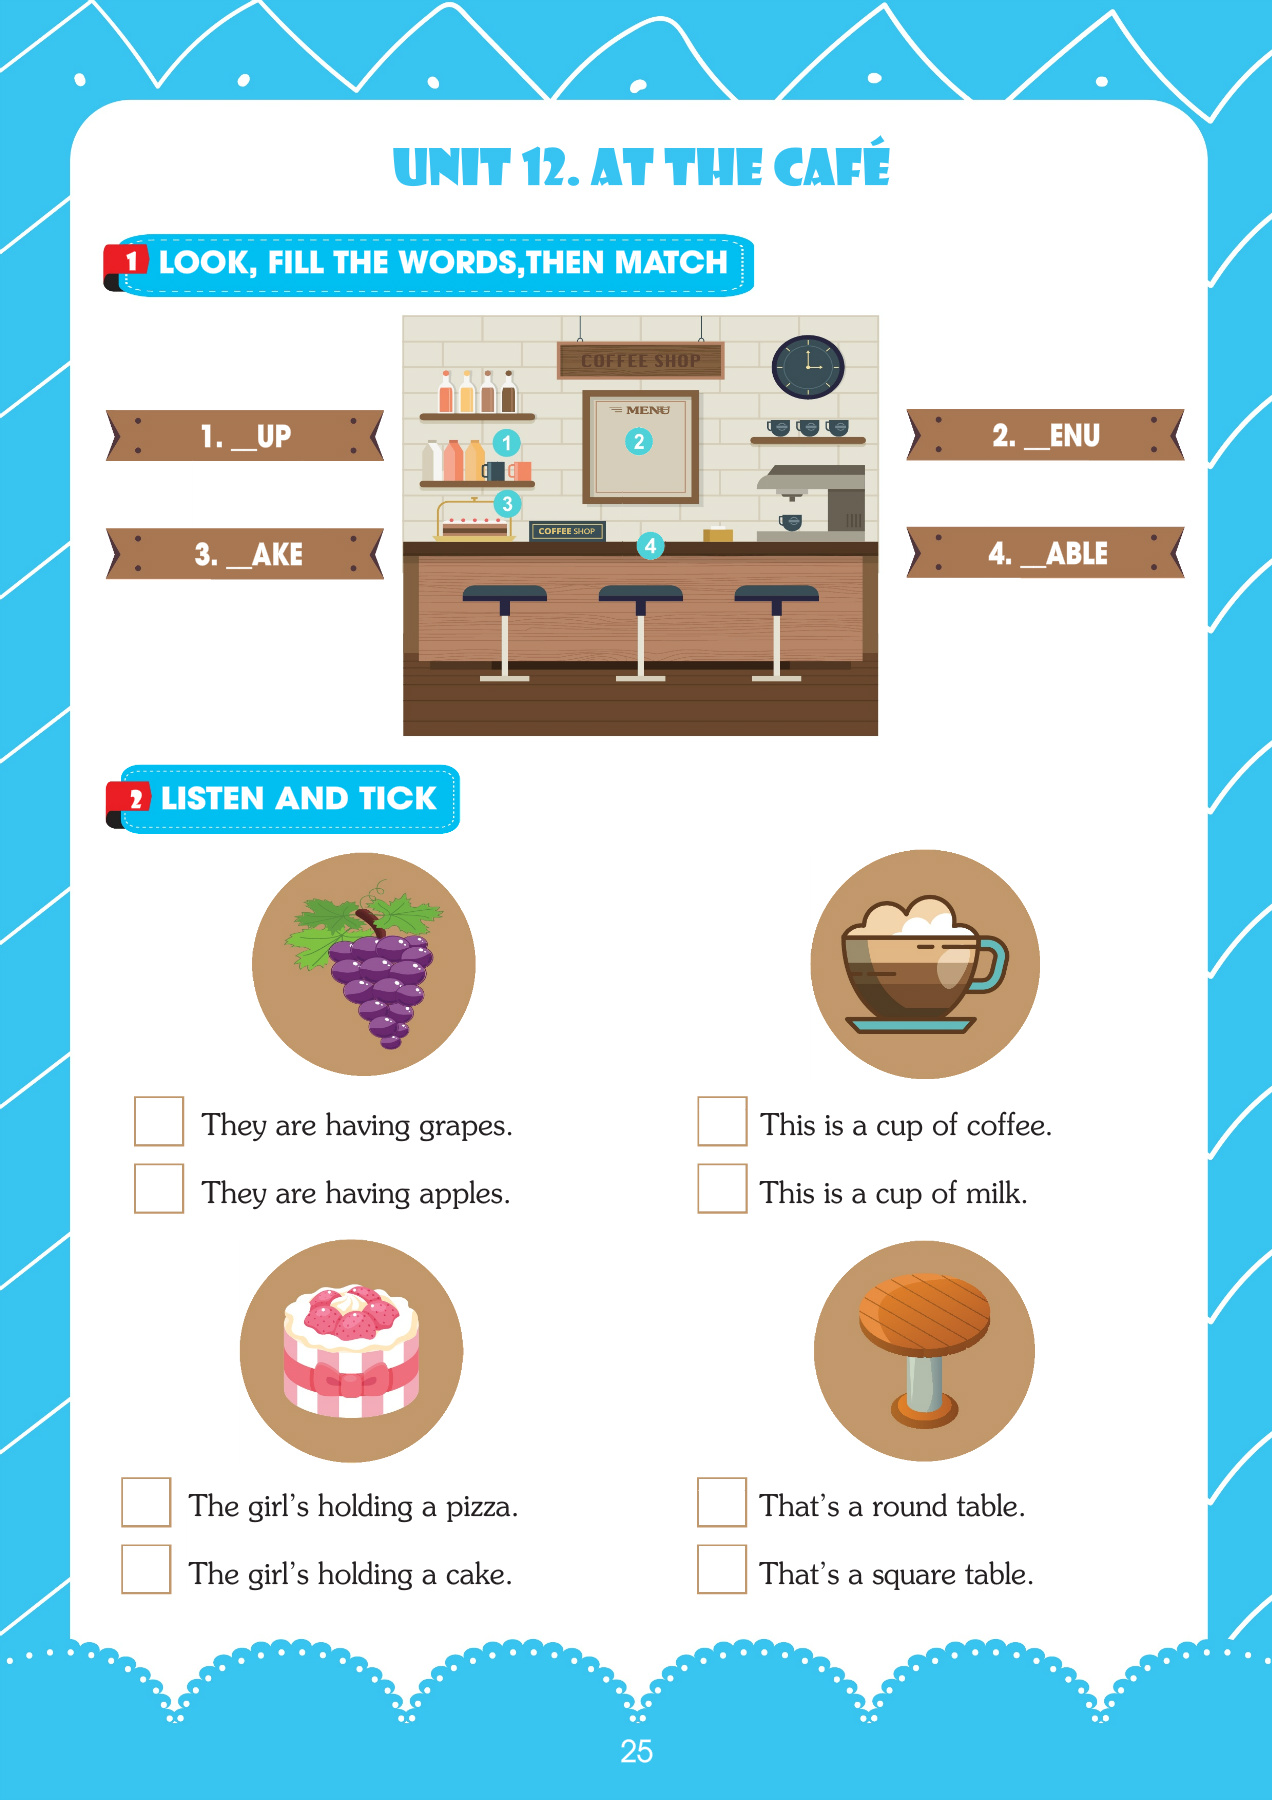 UNIT 12. AT THE CAFÉ
1 LOOK, FILL THE WORDS,THEN MATCH
COFFEE SHOP
MENU
1
2
3
COFFEE SHOP
4
1. __UP
2. __ENU
3. __AKE
4. __ABLE
2 LISTEN AND TICK
They are having grapes.
They are having apples.
This is a cup of coffee.
This is a cup of milk.
The girl's holding a pizza.
The girl's holding a cake.
That's a round table.
That's a square table.
25